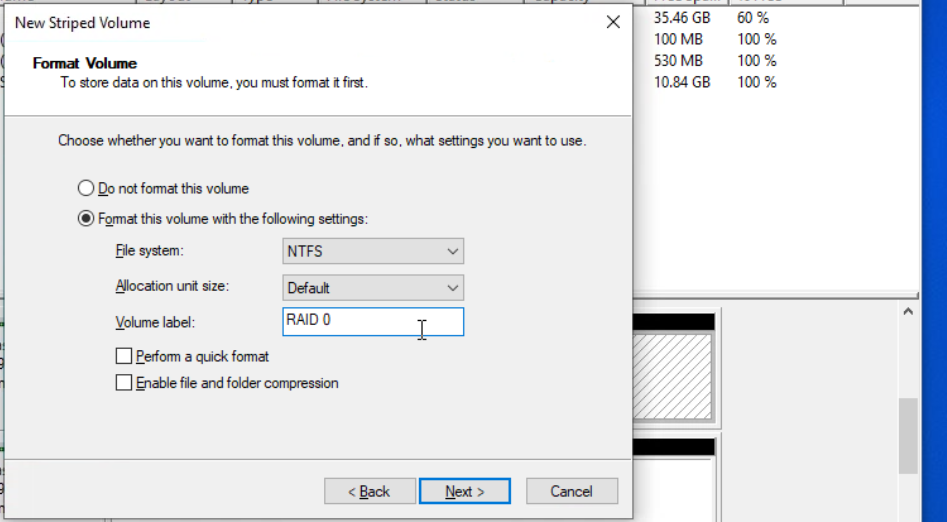 New Striped Volume
Format Volume
To store data on this volume, you must format it first.
Choose whether you want to format this volume, and if so, what settings you want to use.
Do not format this volume
Format this volume with the following settings:
File system: NTFS
Allocation unit size: Default
Volume label: RAID 0
Perform a quick format
Enable file and folder compression
< Back Next > Cancel
35.46 GB 60 %
100 MB 100 %
530 MB 100 %
10.84 GB 100 %